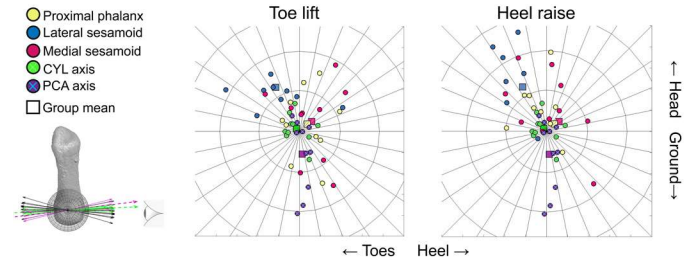 Proximal phalanx
Lateral sesamoid
Medial sesamoid
CYL axis
PCA axis
Group mean
Toe lift
Heel raise
← Head
Ground→
← Toes
Heel →